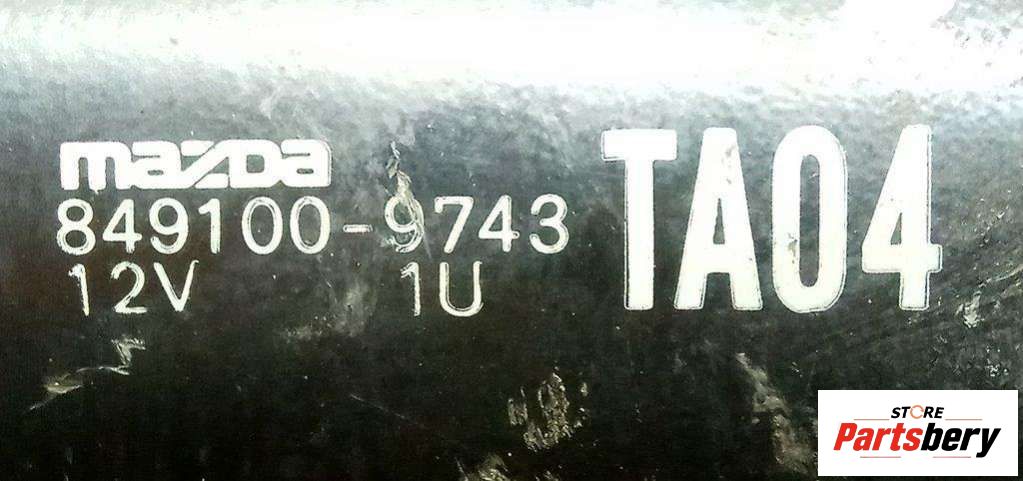 mazda
849100-9743
12V 1U
TA04
STORE
Partsbery